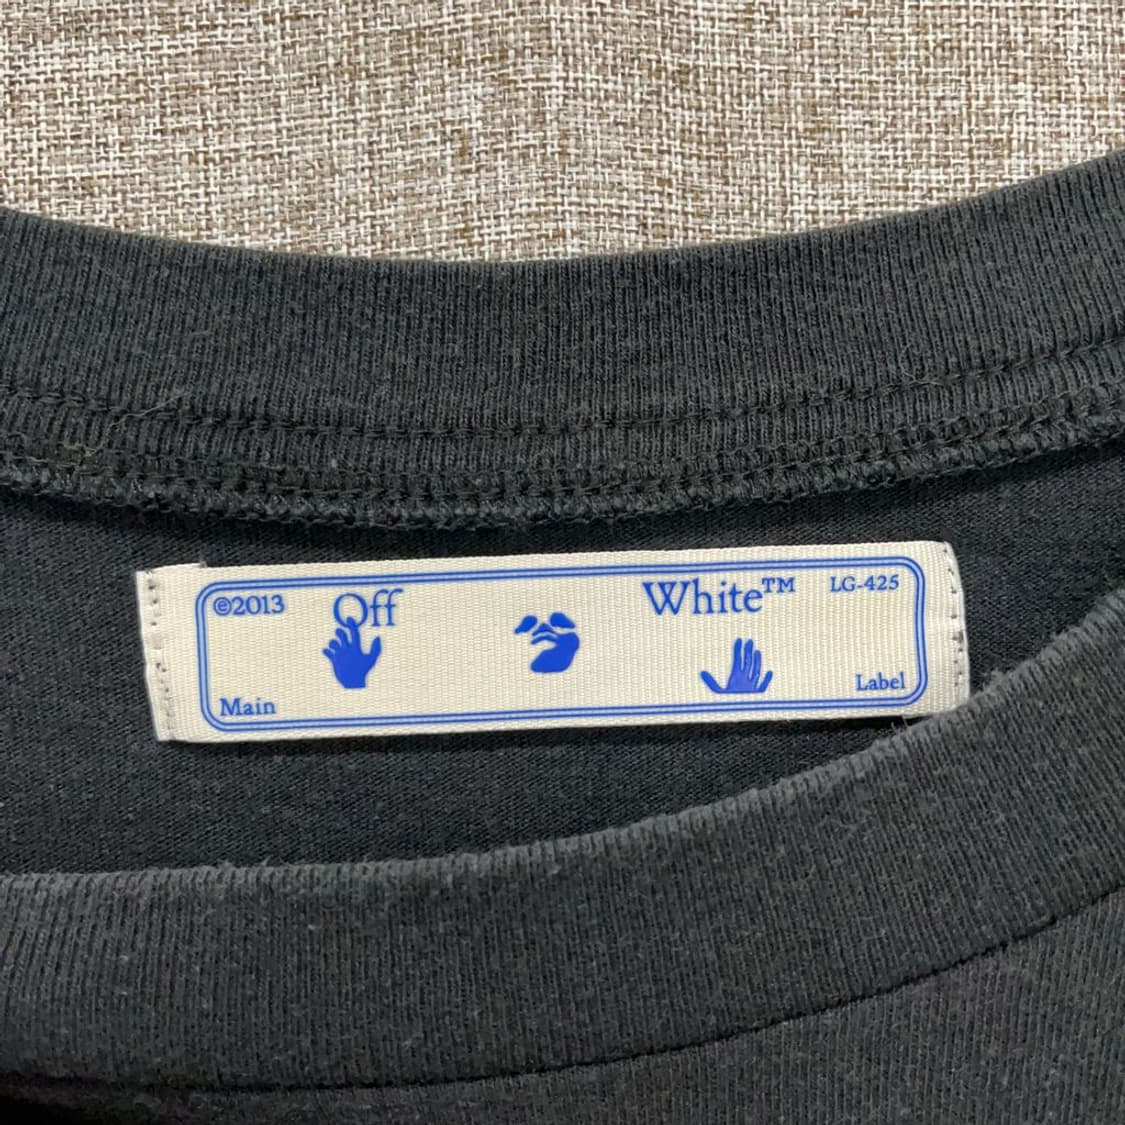 ©2013 Off White™ LG-425
Main Label